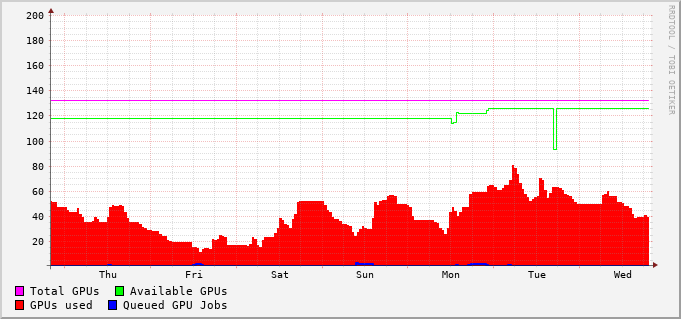 200
180
160
140
120
100
80
60
40
20
Thu Fri Sat Sun Mon Tue Wed
Total GPUs Available GPUs
GPUs used Queued GPU Jobs
RRDTOOL / TOBI OETIKER